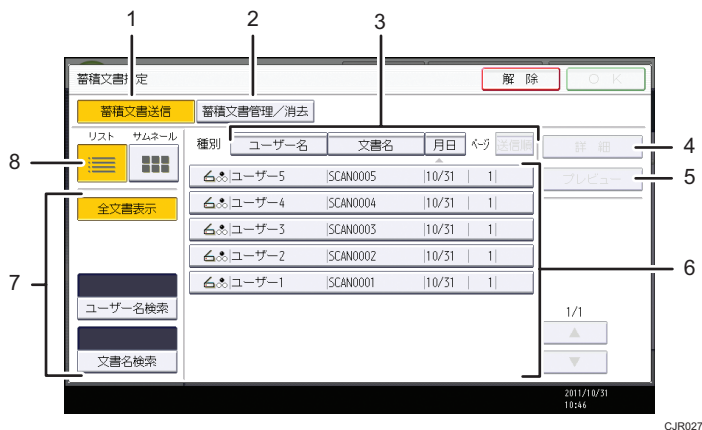 1
2
3
蓄積文書指定
解 除
O K
蓄積文書送信
蓄積文書管理／消去
リスト
サムネール
種別
ユーザー名
文書名
月日
ページ
送信順
詳 細
4
8
ユーザー5 SCAN0005 10/31 1
プレビュー
5
全文書表示
ユーザー4 SCAN0004 10/31 1
ユーザー3 SCAN0003 10/31 1
ユーザー2 SCAN0002 10/31 1
6
7
ユーザー1 SCAN0001 10/31 1
ユーザー名検索
1/1
文書名検索
2011/10/31
10:46
CJR027